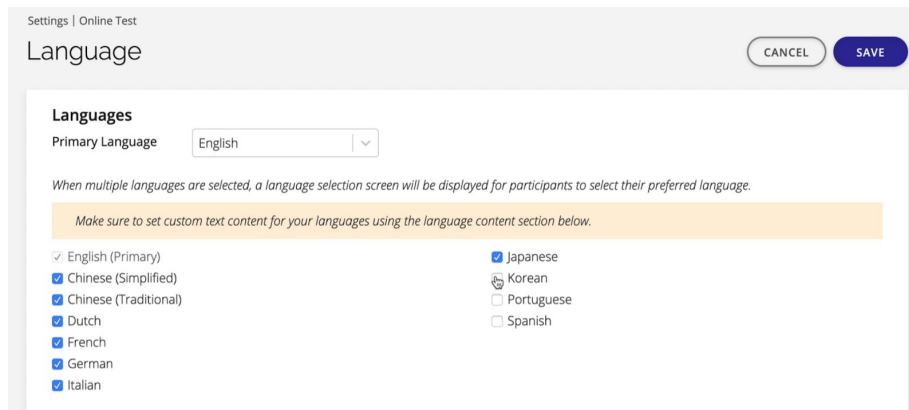 Settings | Online Test
Language
CANCEL
SAVE
Languages
Primary Language
English
When multiple languages are selected, a language selection screen will be displayed for participants to select their preferred language.
Make sure to set custom text content for your languages using the language content section below.
English (Primary)
Chinese (Simplified)
Chinese (Traditional)
Dutch
French
German
Italian
Japanese
Korean
Portuguese
Spanish